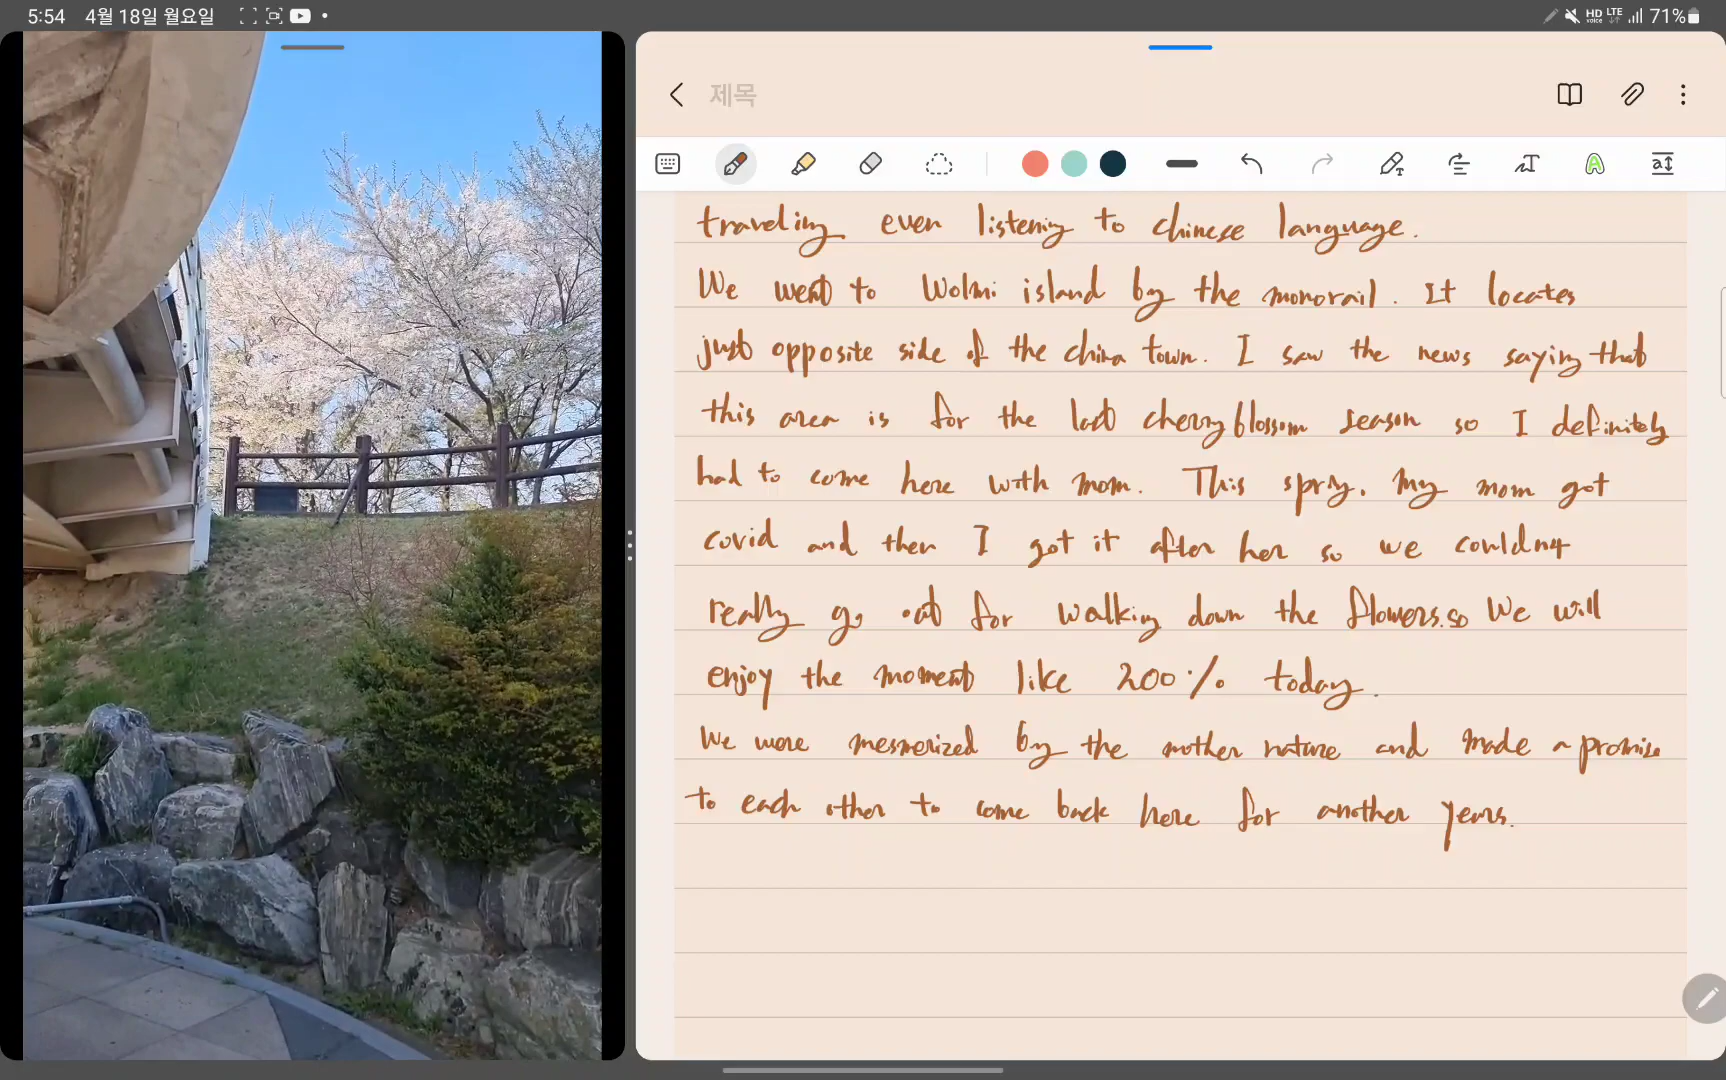 5:54 4월 18일 월요일
HD voice LTE 71%
제목
traveling even listening to chinese language.
We went to Wolmi island by the monorail. It locates
just opposite side of the china town. I saw the news saying that
this area is for the last cherry blossom season so I definitely
had to come here with mom. This spry. My mom got
covid and then I got it after her so we couldn't
really go out for walking down the flowers. so We will
enjoy the moment like 200% today.
We were mesmerized by the mother nature and made a promise
to each other to come back here for another years.